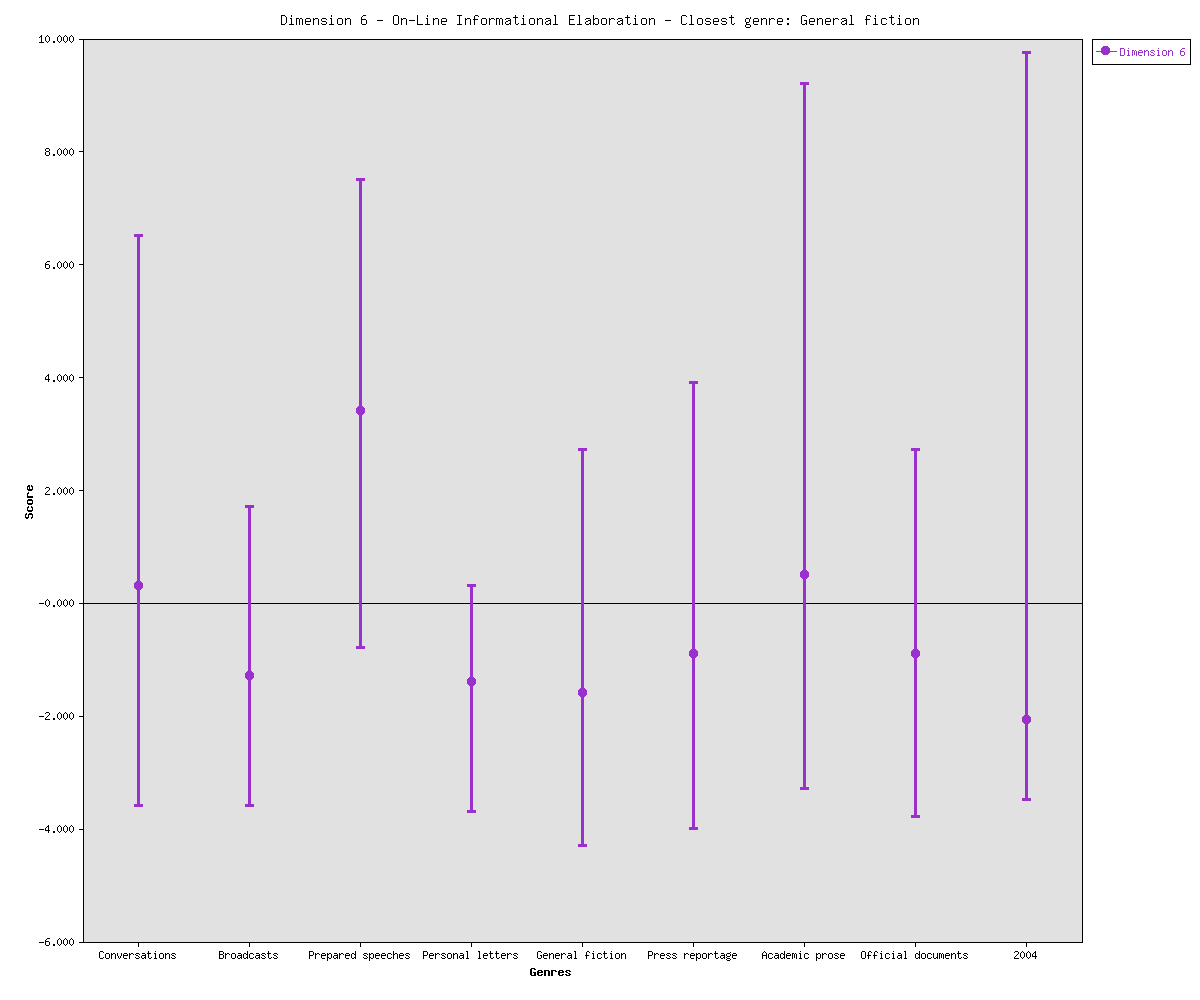 Dimension 6 - On-Line Informational Elaboration - Closest genre: General fiction
10.000
8.000
6.000
4.000
2.000
-0.000
-2.000
-4.000
-6.000
Score
Conversations Broadcasts Prepared speeches Personal letters General fiction Press reportage Academic prose Official documents 2004
Genres
Dimension 6